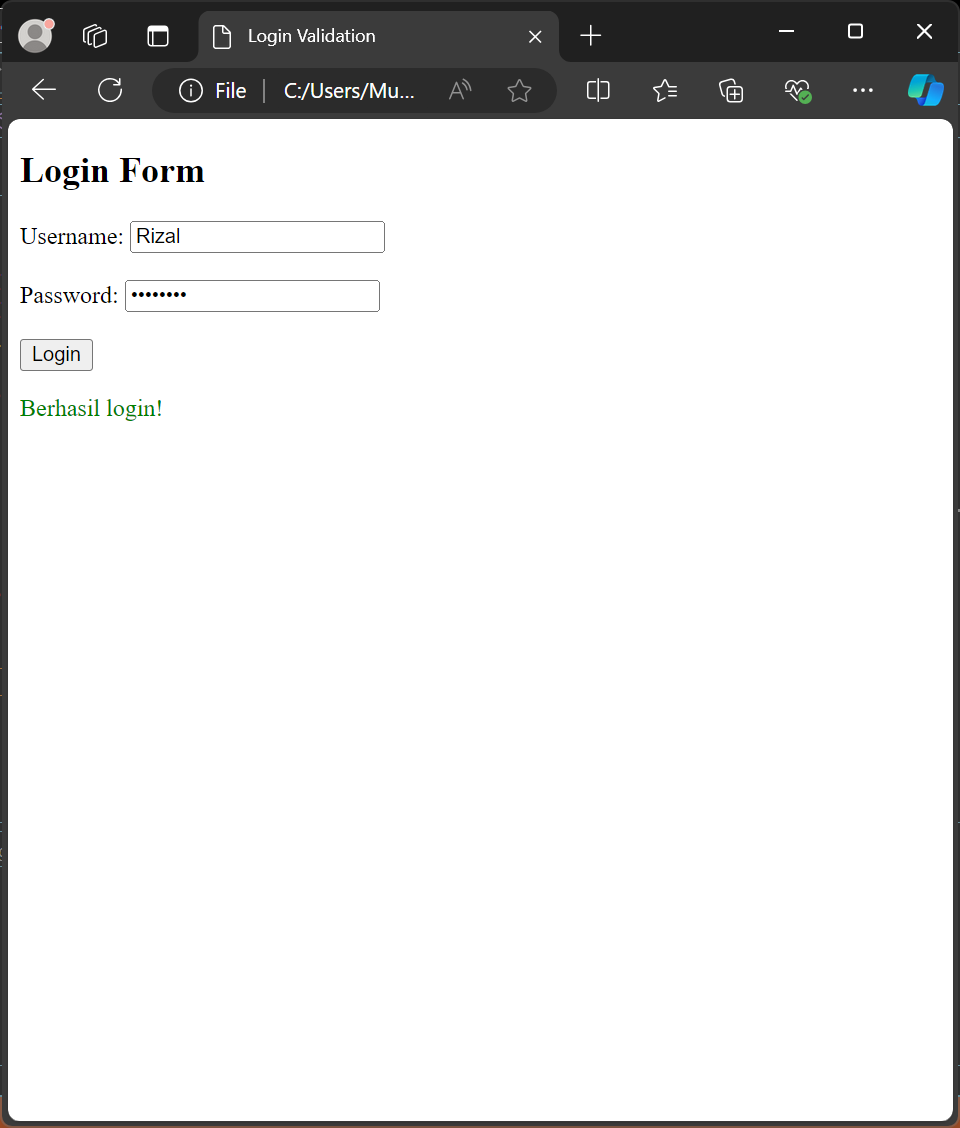 Login Validation
File C:/Users/Mu...
Login Form
Username: Rizal
Password: ••••••••
Login
Berhasil login!